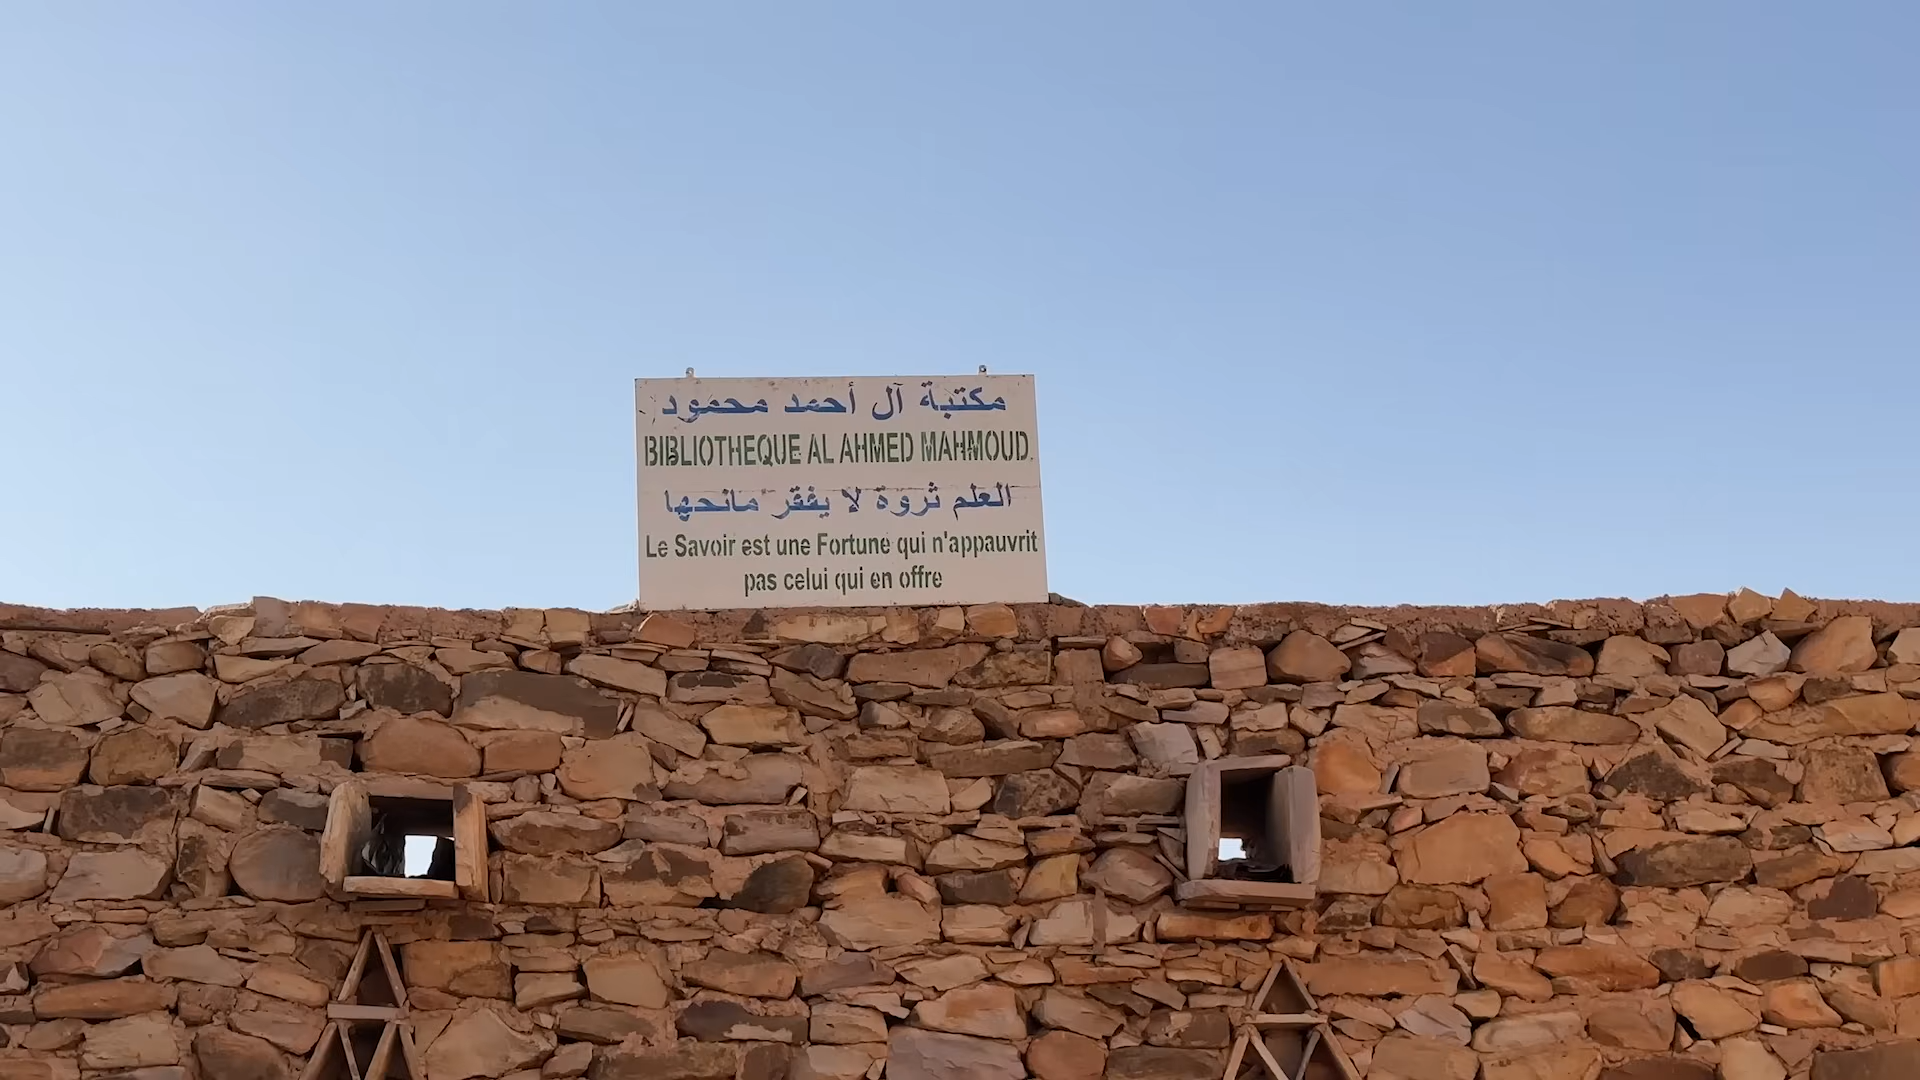 مكتبة آل أحمد محمود
BIBLIOTHEQUE AL AHMED MAHMOUD
العلم ثروة لا يفقر مانحها
Le Savoir est une Fortune qui n'appauvrit
pas celui qui en offre